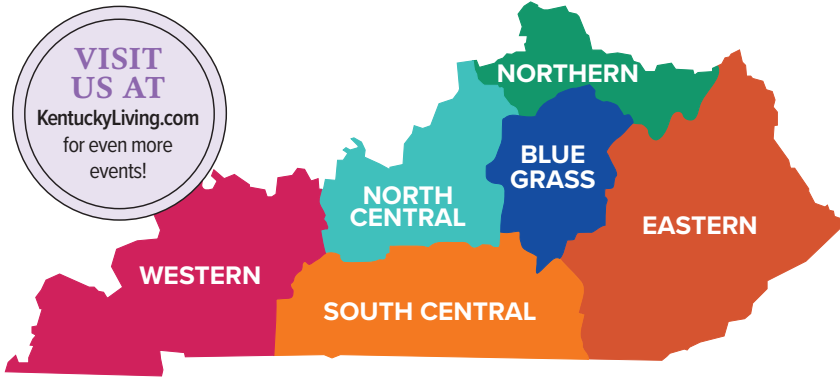 VISIT
US AT
KentuckyLiving.com
for even more
events!
NORTHERN
BLUE
GRASS
NORTH
CENTRAL
EASTERN
WESTERN
SOUTH CENTRAL